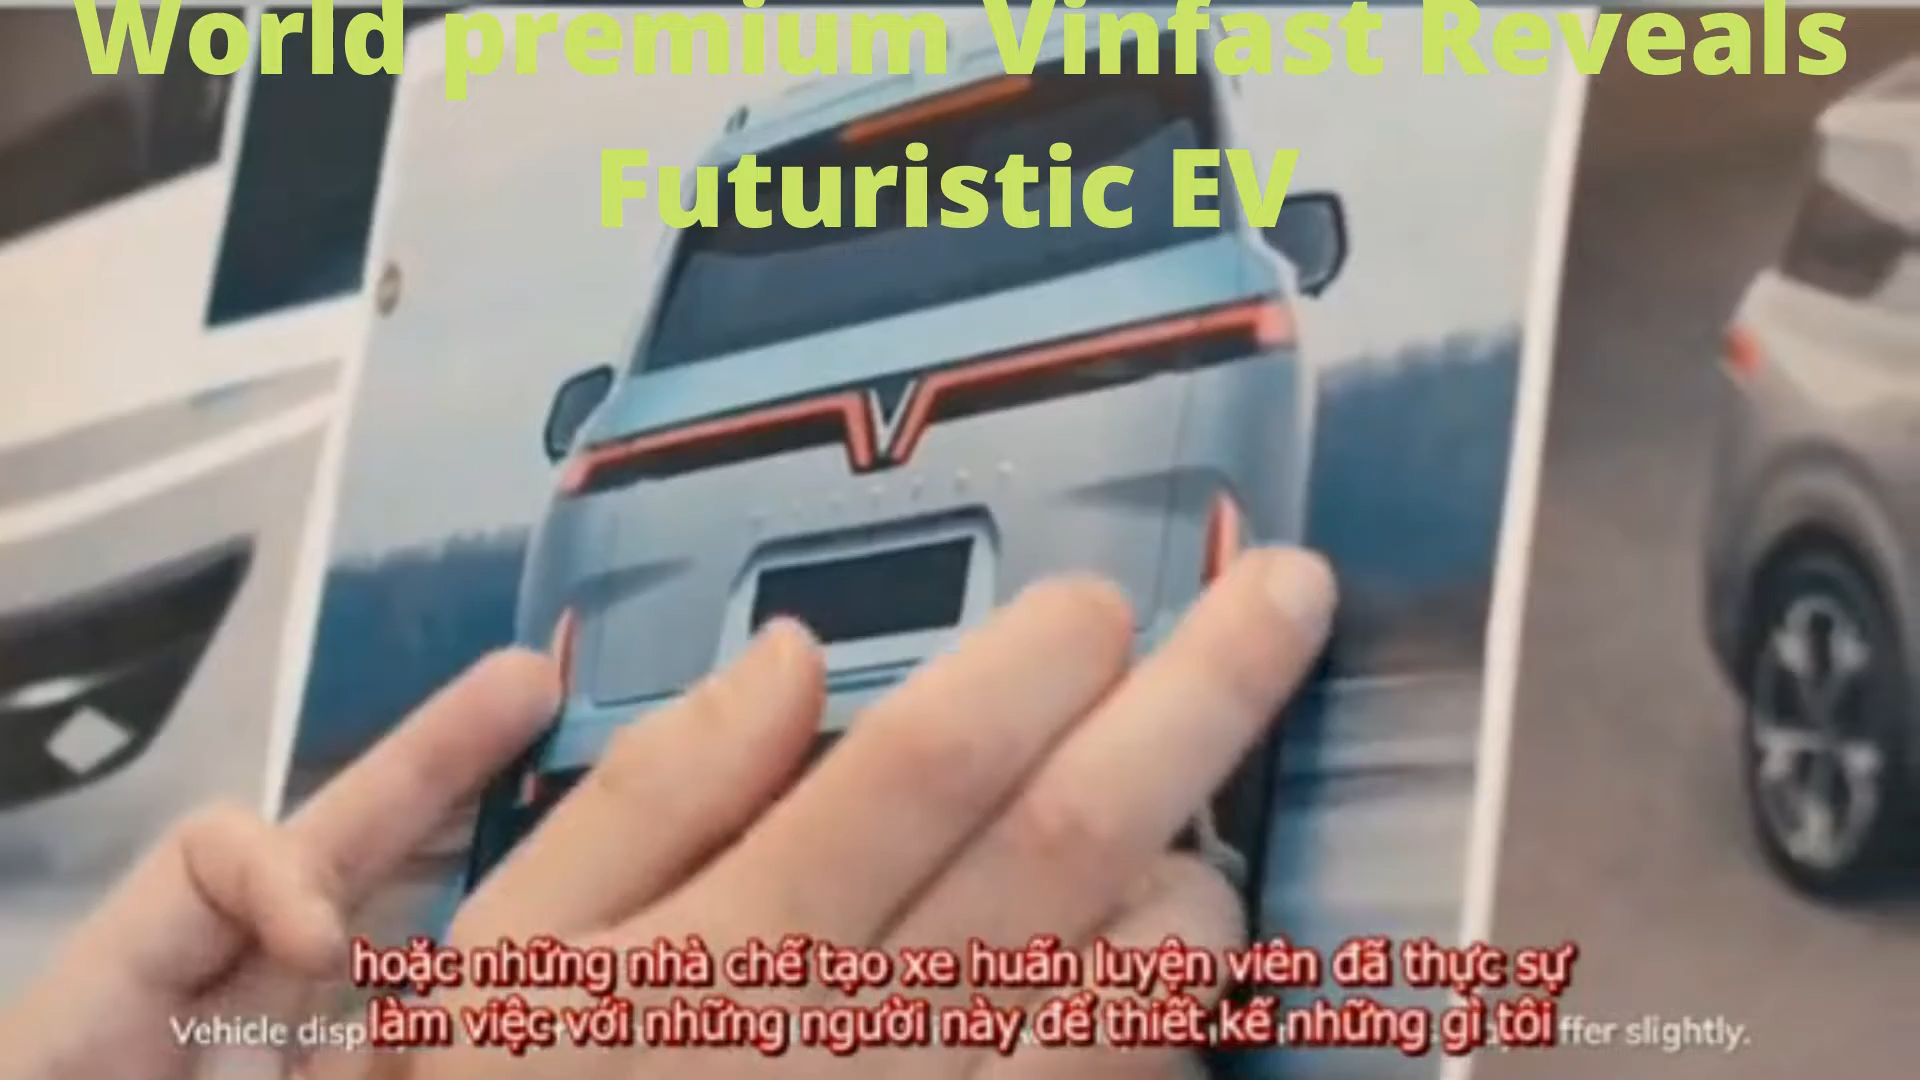 World premium Vinfast Reveals
Futuristic EV
hoặc những nhà chế tạo xe huấn luyện viên đã thực sự
làm việc với những người này để thiết kế những gì tôi
Vehicle disp
ffer slightly.